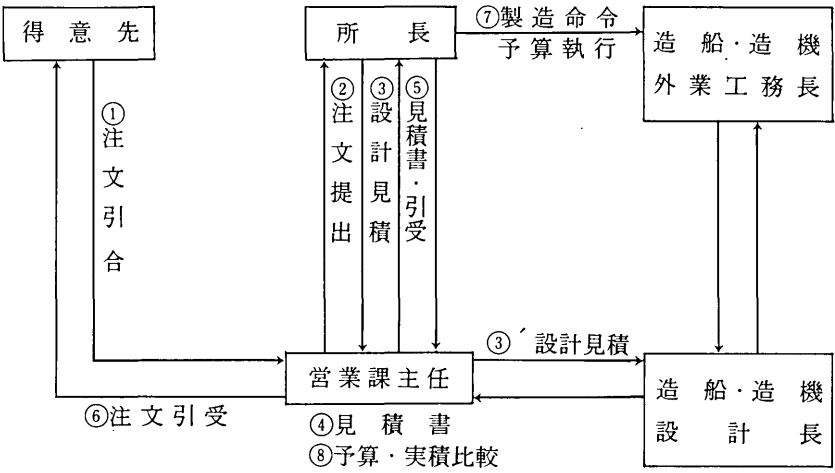 得意先
所長
⑦製造命令
予算執行
造船・造機
外業工務長
①注文引合
②注文提出
③設計見積
⑤見積書・引受
③´設計見積
営業課主任
⑥注文引受
④見積書
⑧予算・実積比較
造船・造機
設計長